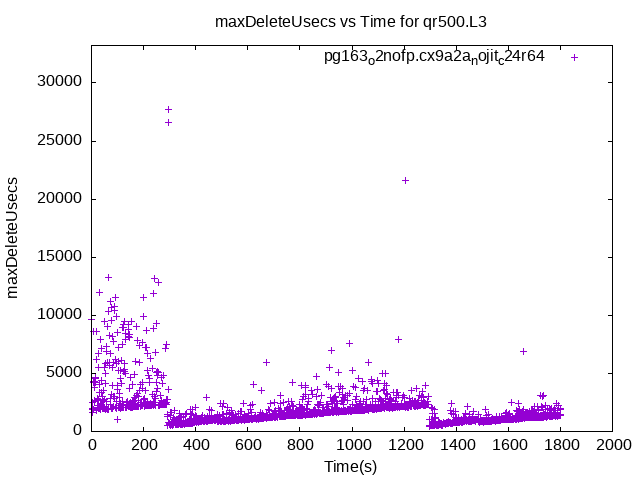 maxDeleteUsecs vs Time for qr500.L3
pg163o2nofp.cx9a2anojitc24r64
30000
25000
20000
15000
10000
5000
0
maxDeleteUsecs
0 200 400 600 800 1000 1200 1400 1600 1800 2000
Time(s)